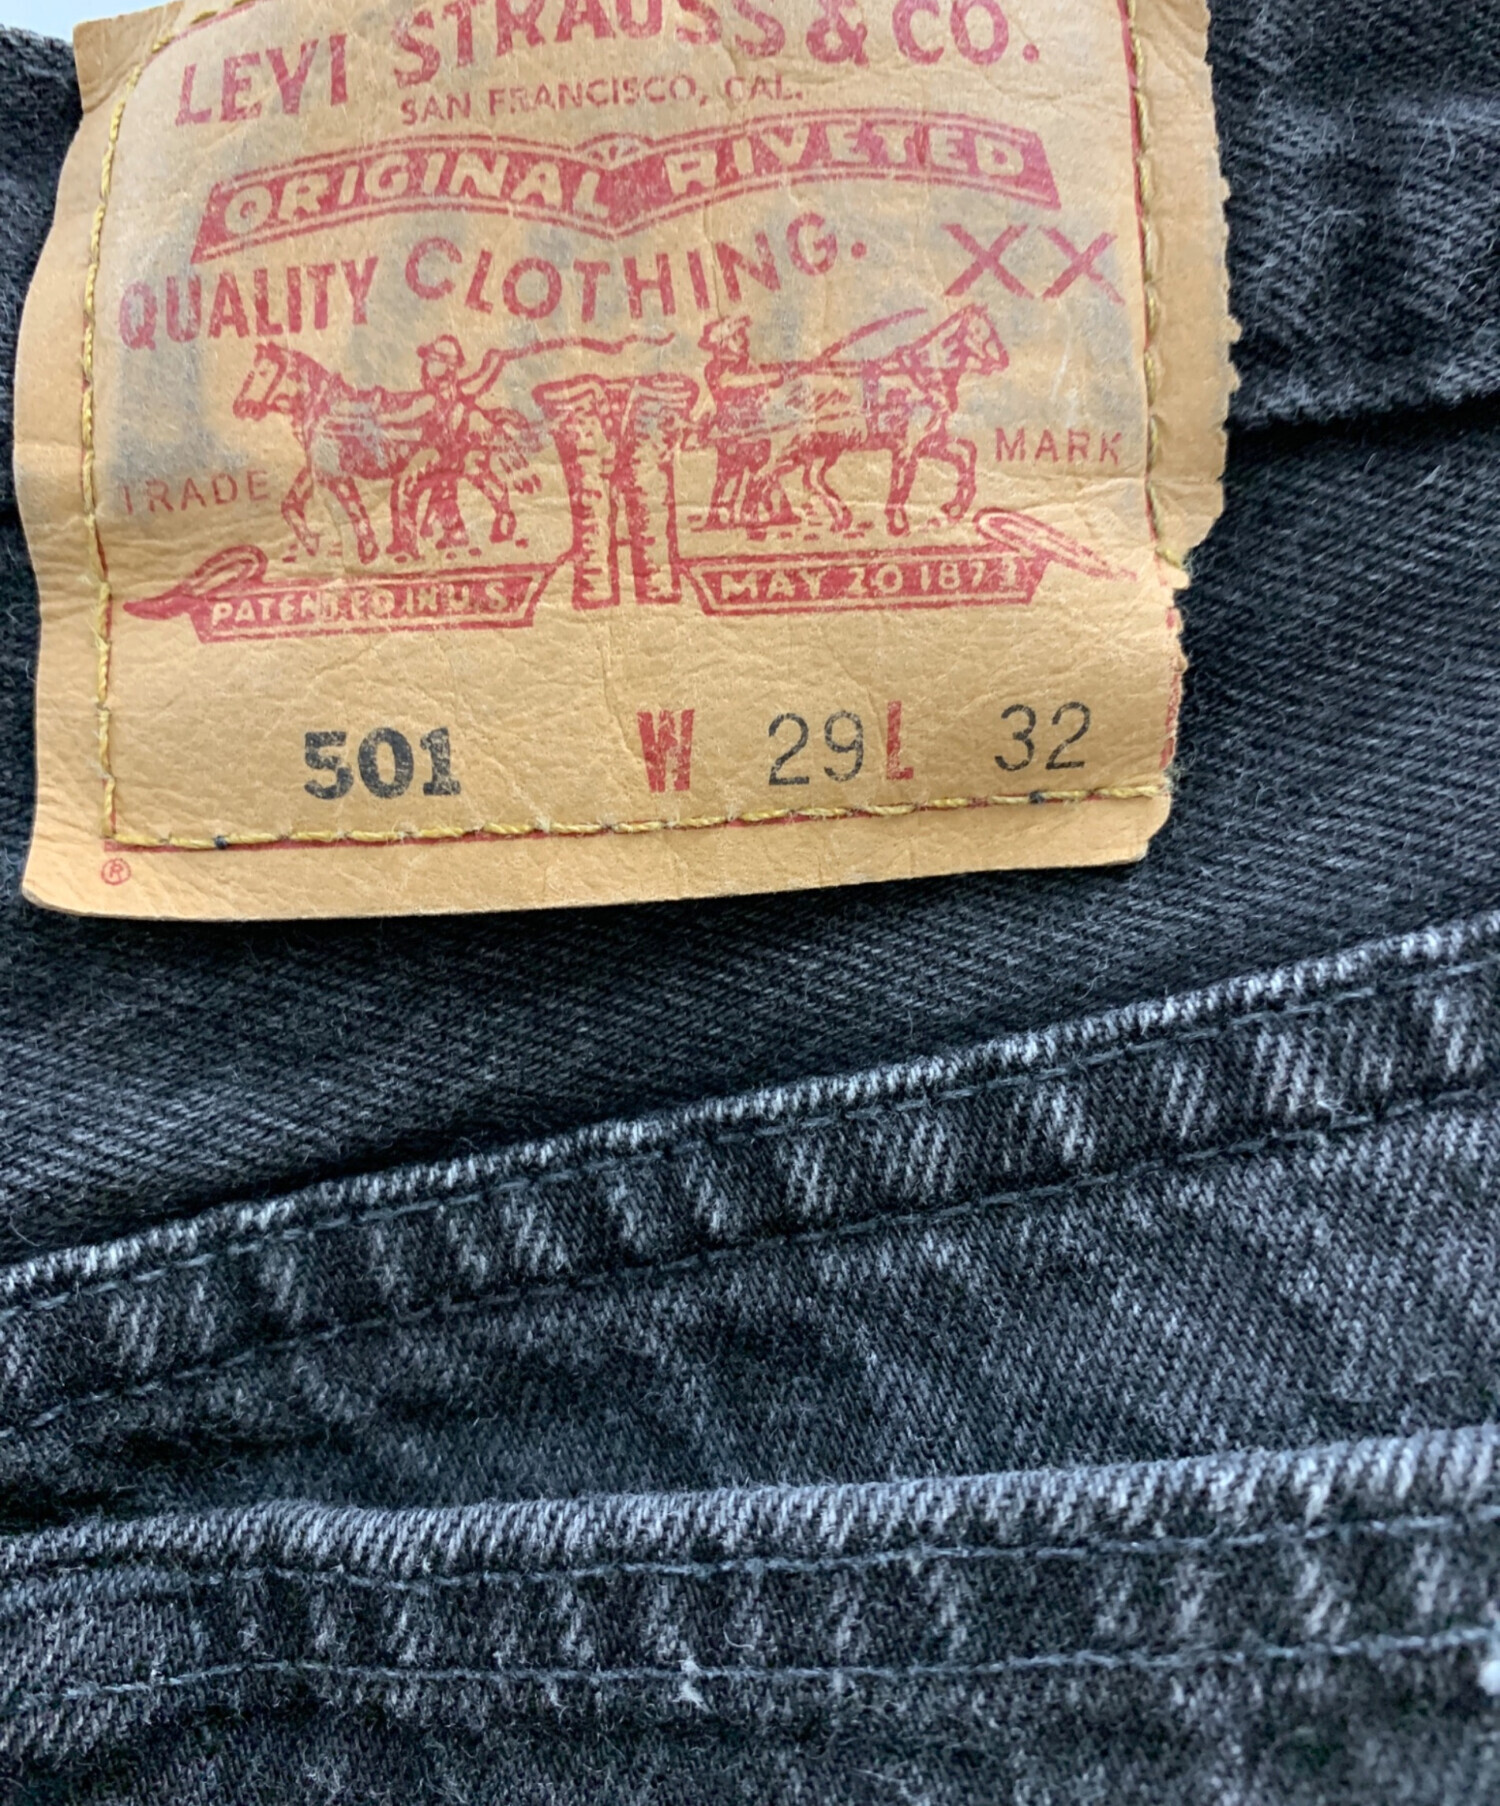 LEVI STRAUSS & CO.
SAN FRANCISCO, CAL.
ORIGINAL RIVETED
QUALITY CLOTHING. XX
TRADE MARK
PATENTED IN U.S. MAY 20 1873
501 W 29 L 32
®